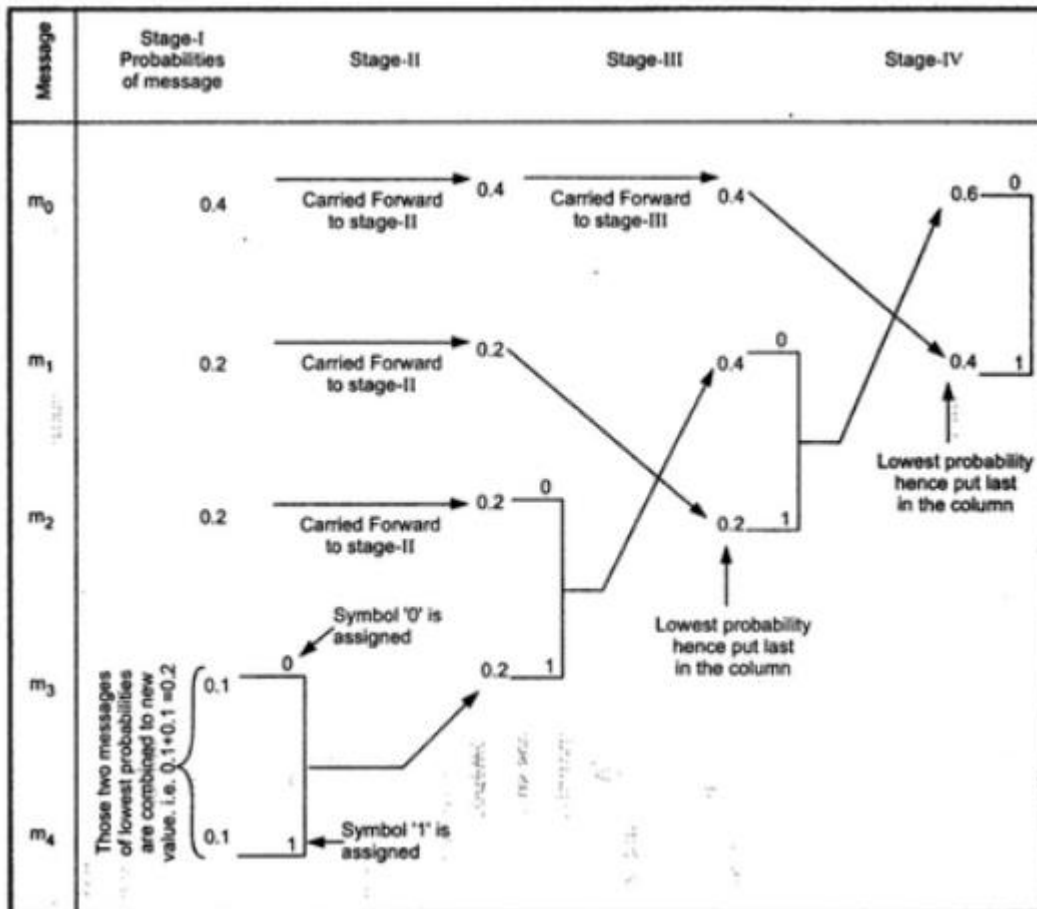 Message
Stage-I
Probabilities
of message
Stage-II
Stage-III
Stage-IV
m0
0.4
Carried Forward
to stage-II
0.4
Carried Forward
to stage-III
0.4
0.6
0
m1
0.2
Carried Forward
to stage-II
0.2
0.4
0
0.4
1
Lowest probability
hence put last
in the column
m2
0.2
Carried Forward
to stage-II
0.2
0
0.2
1
Lowest probability
hence put last
in the column
Symbol '0' is
assigned
m3
0.1
0
0.2
1
Those two messages
of lowest probabilities
are combined to new
value. i.e. 0.1+0.1 =0.2
m4
0.1
1
Symbol '1' is
assigned